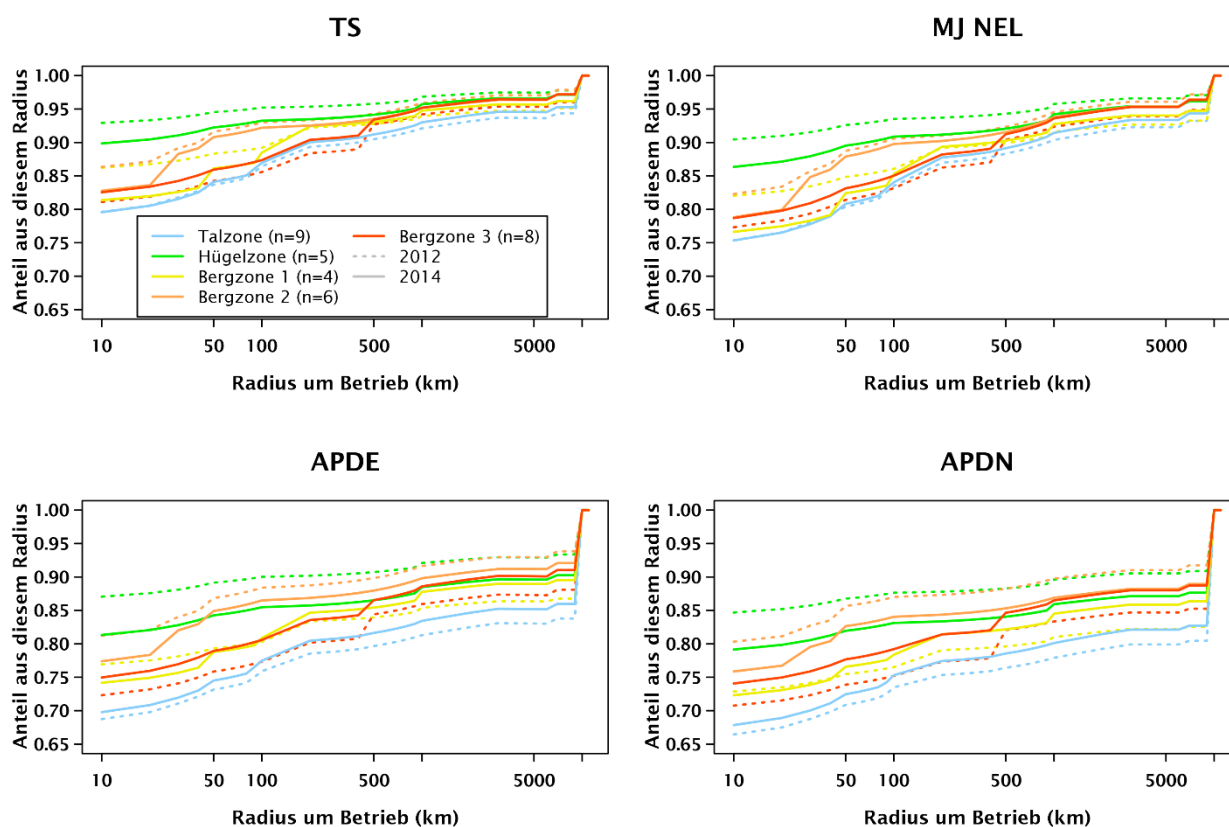 TS
Anteil aus diesem Radius
1.00
0.95
0.90
0.85
0.80
0.75
0.70
0.65
Talzone (n=9)
Hügelzone (n=5)
Bergzone 1 (n=4)
Bergzone 2 (n=6)
Bergzone 3 (n=8)
2012
2014
10 50 100 500 5000
Radius um Betrieb (km)
MJ NEL
Anteil aus diesem Radius
1.00
0.95
0.90
0.85
0.80
0.75
0.70
0.65
10 50 100 500 5000
Radius um Betrieb (km)
APDE
Anteil aus diesem Radius
1.00
0.95
0.90
0.85
0.80
0.75
0.70
0.65
10 50 100 500 5000
Radius um Betrieb (km)
APDN
Anteil aus diesem Radius
1.00
0.95
0.90
0.85
0.80
0.75
0.70
0.65
10 50 100 500 5000
Radius um Betrieb (km)